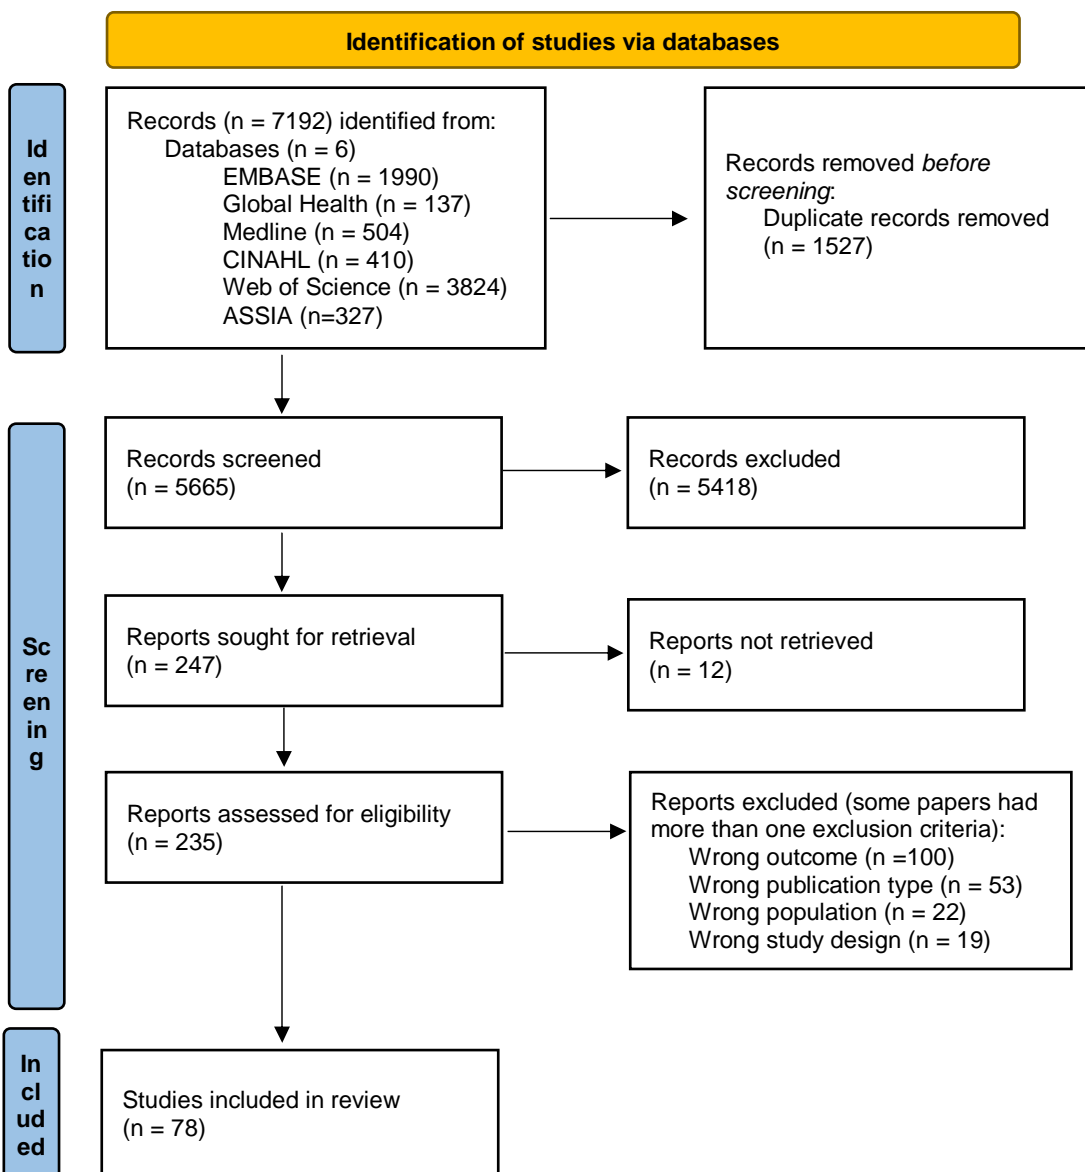 Identification of studies via databases
Id
en
tifi
ca
tio
n
Records (n = 7192) identified from:
Databases (n = 6)
EMBASE (n = 1990)
Global Health (n = 137)
Medline (n = 504)
CINAHL (n = 410)
Web of Science (n = 3824)
ASSIA (n=327)
Records removed before
screening:
Duplicate records removed
(n = 1527)
Sc
re
en
in
g
Records screened
(n = 5665)
Records excluded
(n = 5418)
Reports sought for retrieval
(n = 247)
Reports not retrieved
(n = 12)
Reports assessed for eligibility
(n = 235)
Reports excluded (some papers had
more than one exclusion criteria):
Wrong outcome (n =100)
Wrong publication type (n = 53)
Wrong population (n = 22)
Wrong study design (n = 19)
In
cl
ud
ed
Studies included in review
(n = 78)